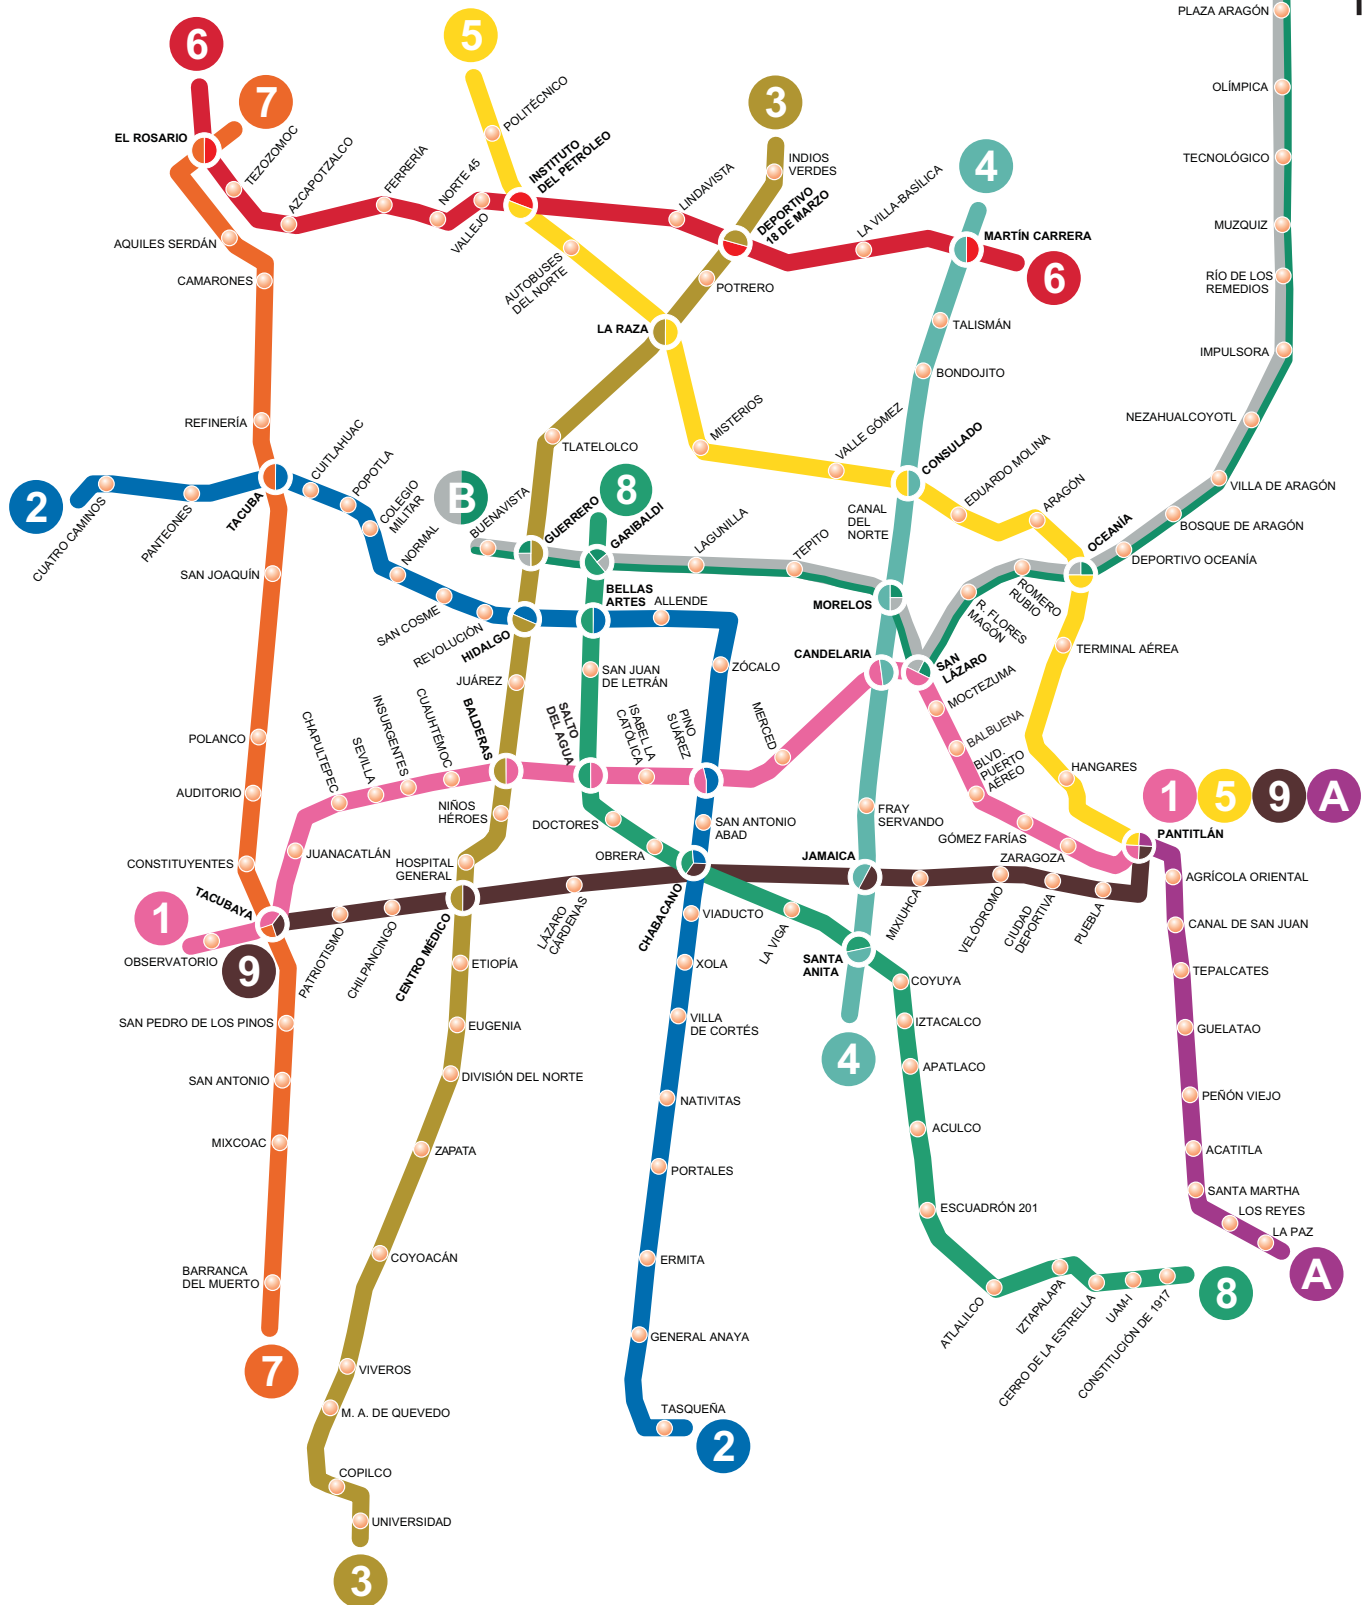 PLAZA ARAGÓN
OLÍMPICA
TECNOLÓGICO
MUZQUIZ
RÍO DE LOS
REMEDIOS
IMPULSORA
NEZAHUALCOYOTL
VILLA DE ARAGÓN
BOSQUE DE ARAGÓN
DEPORTIVO OCEANÍA
OCEANÍA
ROMERO
RUBIO
R. FLORES
MAGÓN
SAN
LÁZARO
MORELOS
TEPITO
LAGUNILLA
GARIBALDI
GUERRERO
BUENAVISTA
B
8
6
7
EL ROSARIO
TEZOZOMOC
AZCAPOTZALCO
FERRERÍA
NORTE 45
VALLEJO
INSTITUTO
DEL PETRÓLEO
LINDAVISTA
DEPORTIVO
18 DE MARZO
LA VILLA-BASÍLICA
MARTÍN CARRERA
6
5
POLITÉCNICO
AUTOBUSES
DEL NORTE
LA RAZA
MISTERIOS
VALLE GÓMEZ
CONSULADO
EDUARDO MOLINA
ARAGÓN
TERMINAL AÉREA
HANGARES
PANTITLÁN
1
5
9
A
3
INDIOS
VERDES
POTRERO
TLATELOLCO
4
TALISMÁN
BONDOJITO
CANAL
DEL
NORTE
CANDELARIA
FRAY
SERVANDO
JAMAICA
SANTA
ANITA
4
AQUILES SERDÁN
CAMARONES
REFINERÍA
TACUBA
SAN JOAQUÍN
POLANCO
AUDITORIO
CONSTITUYENTES
TACUBAYA
SAN PEDRO DE LOS PINOS
SAN ANTONIO
MIXCOAC
BARRANCA
DEL MUERTO
7
2
CUATRO CAMINOS
PANTEONES
CUITLAHUAC
POPOTLA
COLEGIO
MILITAR
NORMAL
SAN COSME
REVOLUCIÓN
HIDALGO
BELLAS
ARTES
ALLENDE
ZÓCALO
PINO
SUÁREZ
SAN ANTONIO
ABAD
CHABACANO
VIADUCTO
XOLA
VILLA
DE CORTÉS
NATIVITAS
PORTALES
ERMITA
GENERAL ANAYA
TASQUEÑA
2
JUÁREZ
BALDERAS
NIÑOS
HÉROES
HOSPITAL
GENERAL
CENTRO MÉDICO
ETIOPÍA
EUGENIA
DIVISIÓN DEL NORTE
ZAPATA
COYOACÁN
VIVEROS
M. A. DE QUEVEDO
COPILCO
UNIVERSIDAD
3
1
OBSERVATORIO
JUANACATLÁN
CHAPULTEPEC
SEVILLA
INSURGENTES
CUAUHTÉMOC
SALTO
DEL AGUA
ISABEL LA
CATÓLICA
MERCED
MOCTEZUMA
BALBUENA
BLVD.
PUERTO
AÉREO
GÓMEZ FARÍAS
ZARAGOZA
9
PATRIOTISMO
CHILPANCINGO
LÁZARO
CÁRDENAS
MIXIUHCA
VELÓDROMO
CIUDAD
DEPORTIVA
PUEBLA
SAN JUAN
DE LETRÁN
DOCTORES
OBRERA
LA VIGA
COYUYA
IZTACALCO
APATLACO
ACULCO
ESCUADRÓN 201
ATLALILCO
IZTAPALAPA
CERRO DE LA ESTRELLA
UAM-I
CONSTITUCIÓN DE 1917
8
AGRÍCOLA ORIENTAL
CANAL DE SAN JUAN
TEPALCATES
GUELATAO
PEÑÓN VIEJO
ACATITLA
SANTA MARTHA
LOS REYES
LA PAZ
A